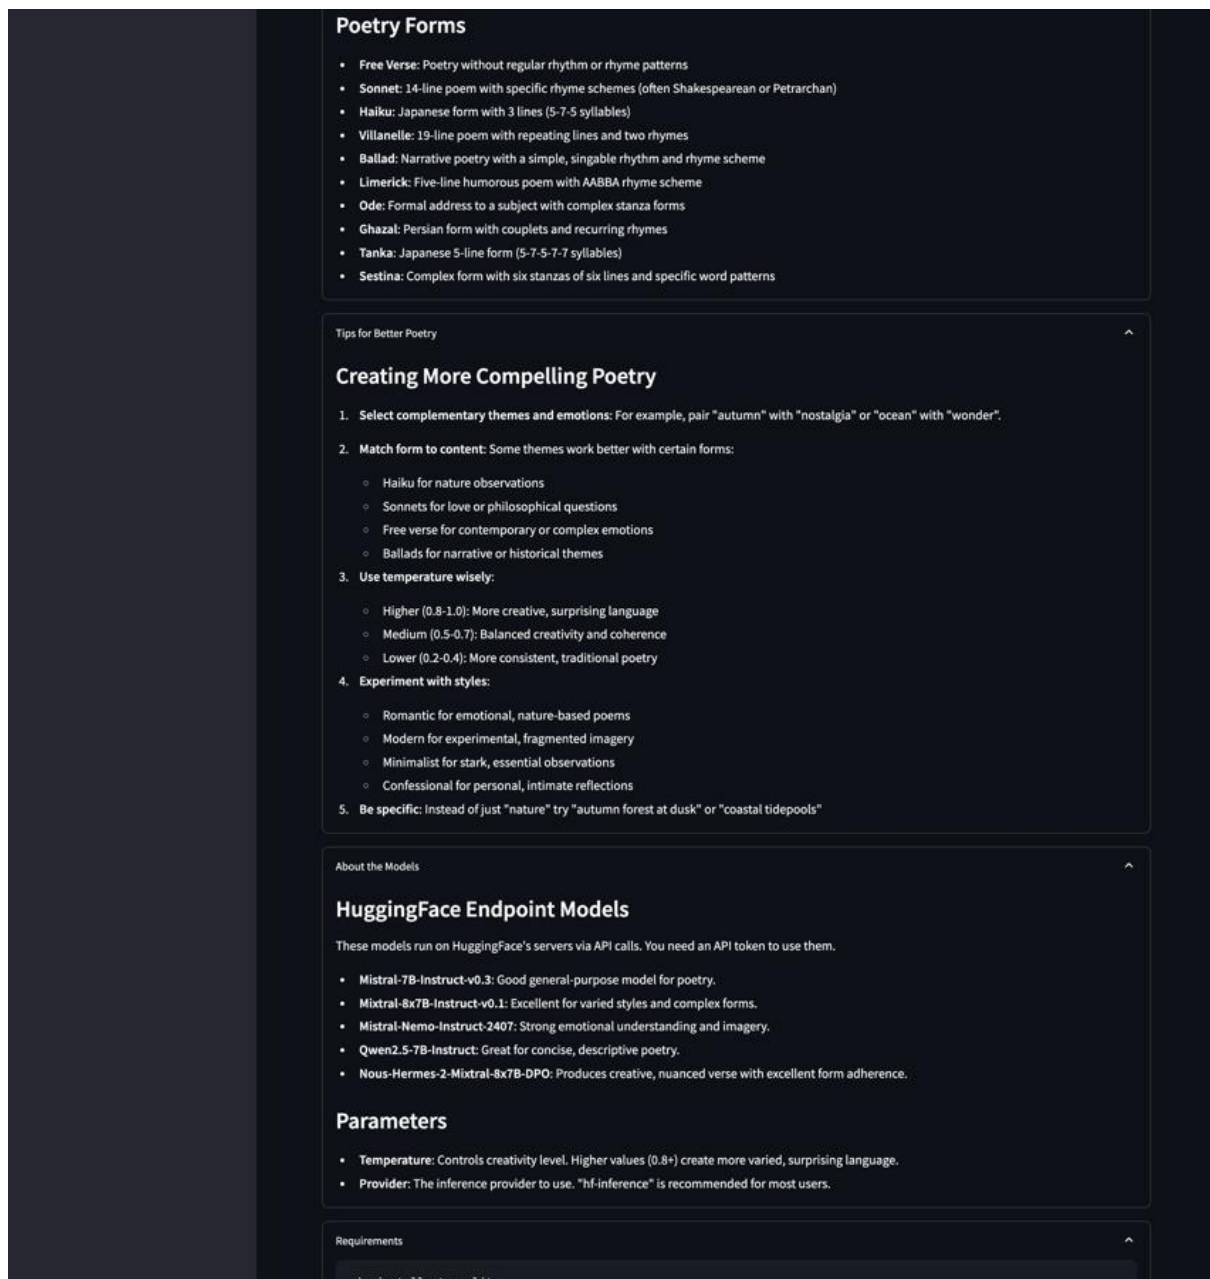 Poetry Forms
• Free Verse: Poetry without regular rhythm or rhyme patterns
• Sonnet: 14-line poem with specific rhyme schemes (often Shakespearean or Petrarchan)
• Haiku: Japanese form with 3 lines (5-7-5 syllables)
• Villanelle: 19-line poem with repeating lines and two rhymes
• Ballad: Narrative poetry with a simple, singable rhythm and rhyme scheme
• Limerick: Five-line humorous poem with AABBA rhyme scheme
• Ode: Formal address to a subject with complex stanza forms
• Ghazal: Persian form with couplets and recurring rhymes
• Tanka: Japanese 5-line form (5-7-5-7-7 syllables)
• Sestina: Complex form with six stanzas of six lines and specific word patterns
Tips for Better Poetry
Creating More Compelling Poetry
1. Select complementary themes and emotions: For example, pair "autumn" with "nostalgia" or "ocean" with "wonder".
2. Match form to content: Some themes work better with certain forms:
◦ Haiku for nature observations
◦ Sonnets for love or philosophical questions
◦ Free verse for contemporary or complex emotions
◦ Ballads for narrative or historical themes
3. Use temperature wisely:
◦ Higher (0.8-1.0): More creative, surprising language
◦ Medium (0.5-0.7): Balanced creativity and coherence
◦ Lower (0.2-0.4): More consistent, traditional poetry
4. Experiment with styles:
◦ Romantic for emotional, nature-based poems
◦ Modern for experimental, fragmented imagery
◦ Minimalist for stark, essential observations
◦ Confessional for personal, intimate reflections
5. Be specific: Instead of just "nature" try "autumn forest at dusk" or "coastal tidepools"
About the Models
HuggingFace Endpoint Models
These models run on HuggingFace's servers via API calls. You need an API token to use them.
• Mistral-7B-Instruct-v0.3: Good general-purpose model for poetry.
• Mixtral-8x7B-Instruct-v0.1: Excellent for varied styles and complex forms.
• Mistral-Nemo-Instruct-2407: Strong emotional understanding and imagery.
• Qwen2.5-7B-Instruct: Great for concise, descriptive poetry.
• Nous-Hermes-2-Mixtral-8x7B-DPO: Produces creative, nuanced verse with excellent form adherence.
Parameters
• Temperature: Controls creativity level. Higher values (0.8+) create more varied, surprising language.
• Provider: The inference provider to use. "hf-inference" is recommended for most users.
Requirements